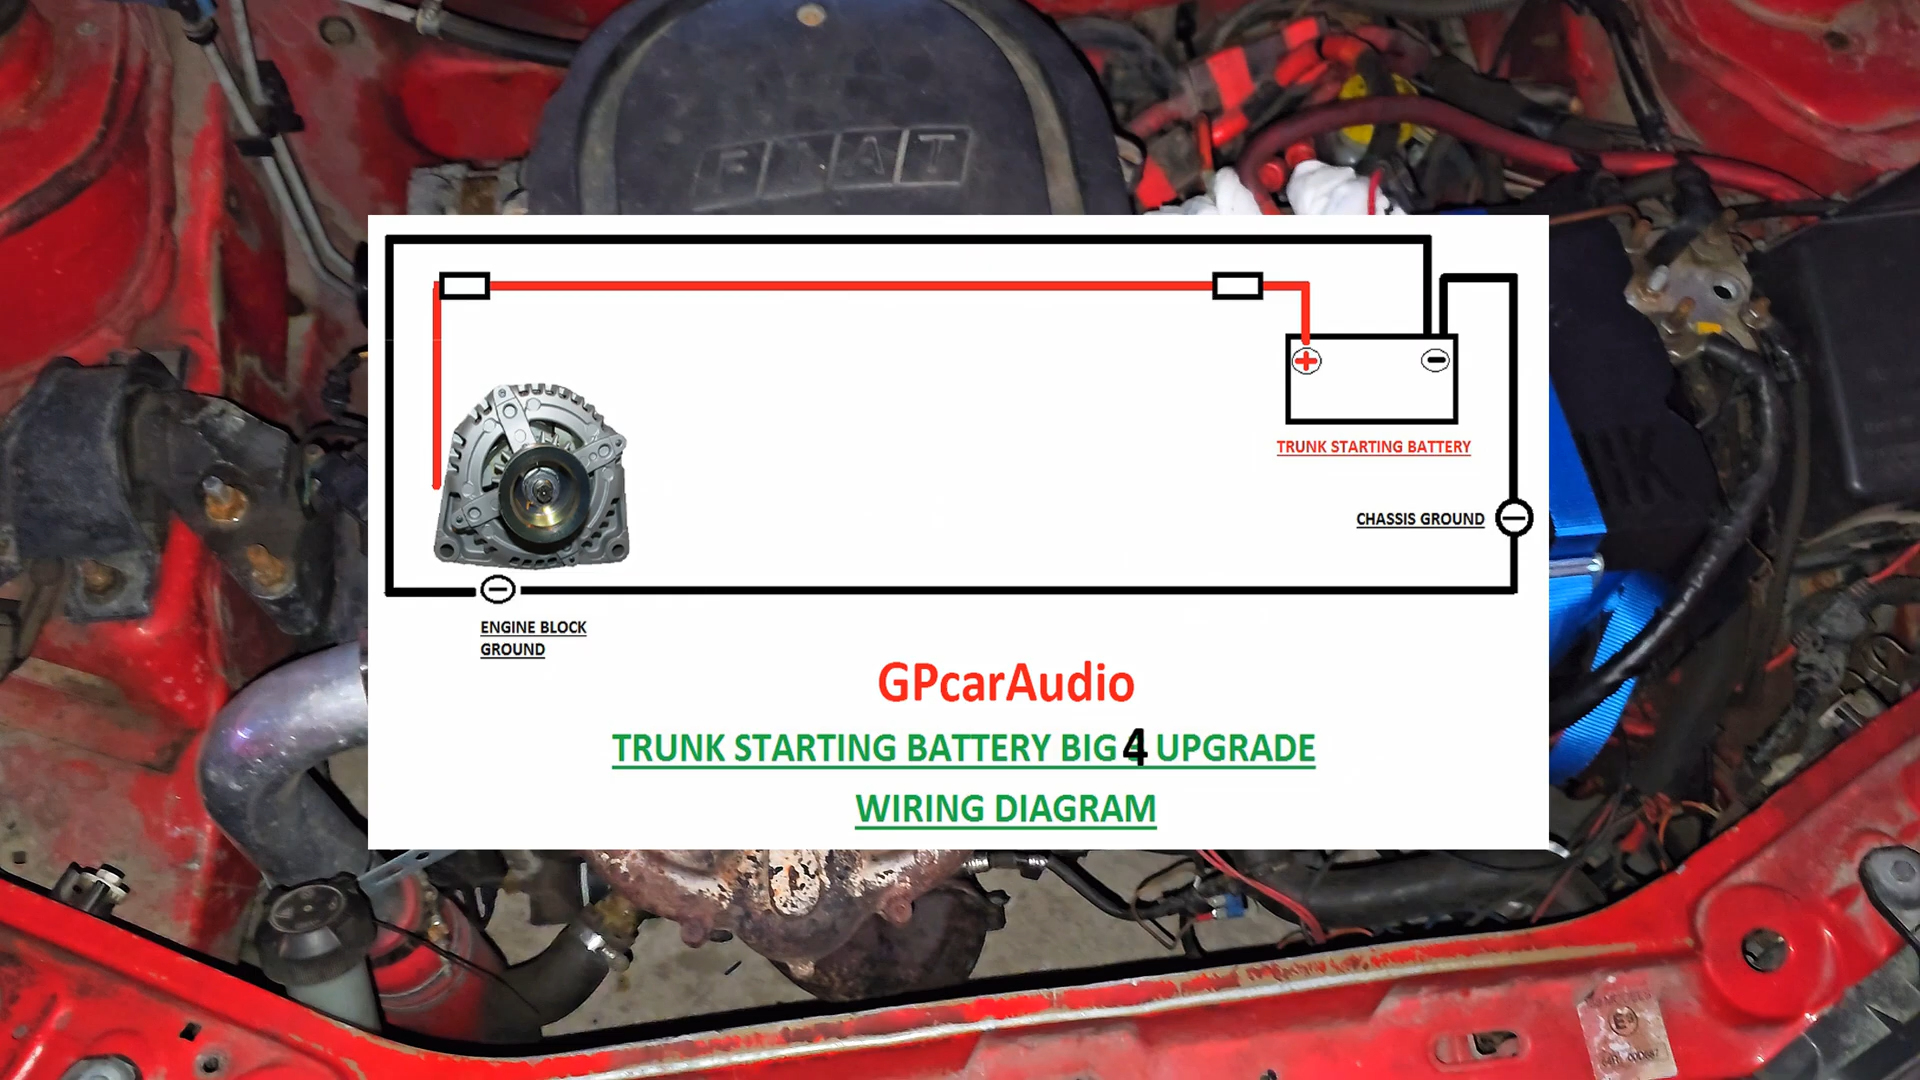 FIAT
TRUNK STARTING BATTERY
CHASSIS GROUND
ENGINE BLOCK
GROUND
GPcarAudio
TRUNK STARTING BATTERY BIG 4 UPGRADE
WIRING DIAGRAM